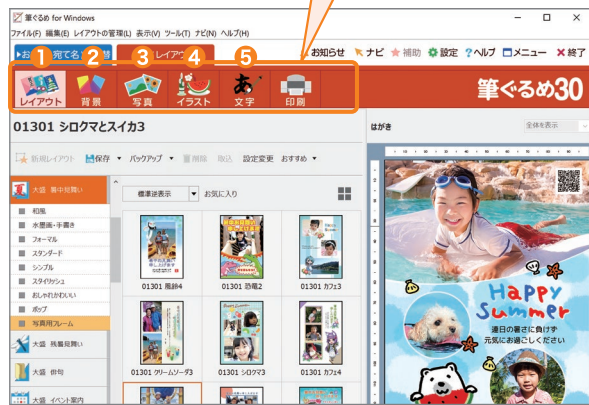 筆ぐるめ for Windows
ファイル(F) 編集(E) レイアウトの管理(L) 表示(V) ツール(T) ナビ(N) ヘルプ(H)
お知らせ ナビ 補助 設定 ?ヘルプ メニュー ×終了
① ② ③ ④ ⑤
レイアウト 背景 写真 イラスト 文字 印刷
筆ぐるめ30
01301 シロクマとスイカ3
はがき 全体を表示
新規レイアウト 保存 バックアップ 削除 取込 設定変更 おすすめ
大盛 暑中見舞い
標準逆表示 お気に入り
和風
水墨画・手書き
フォーマル
スタンダード
シンプル
スタイリッシュ
おしゃれかわいい
ポップ
写真用フレーム
大盛 残暑見舞い
大盛 俳句
大盛 イベント案内
01301 風鈴4 01301 恐竜2 01301 カフェ3
01301 クリームソーダ3 01301 シロクマ3 01301 カフェ4
Happy
Summer
連日の暑さに負けず
元気にお過ごしください